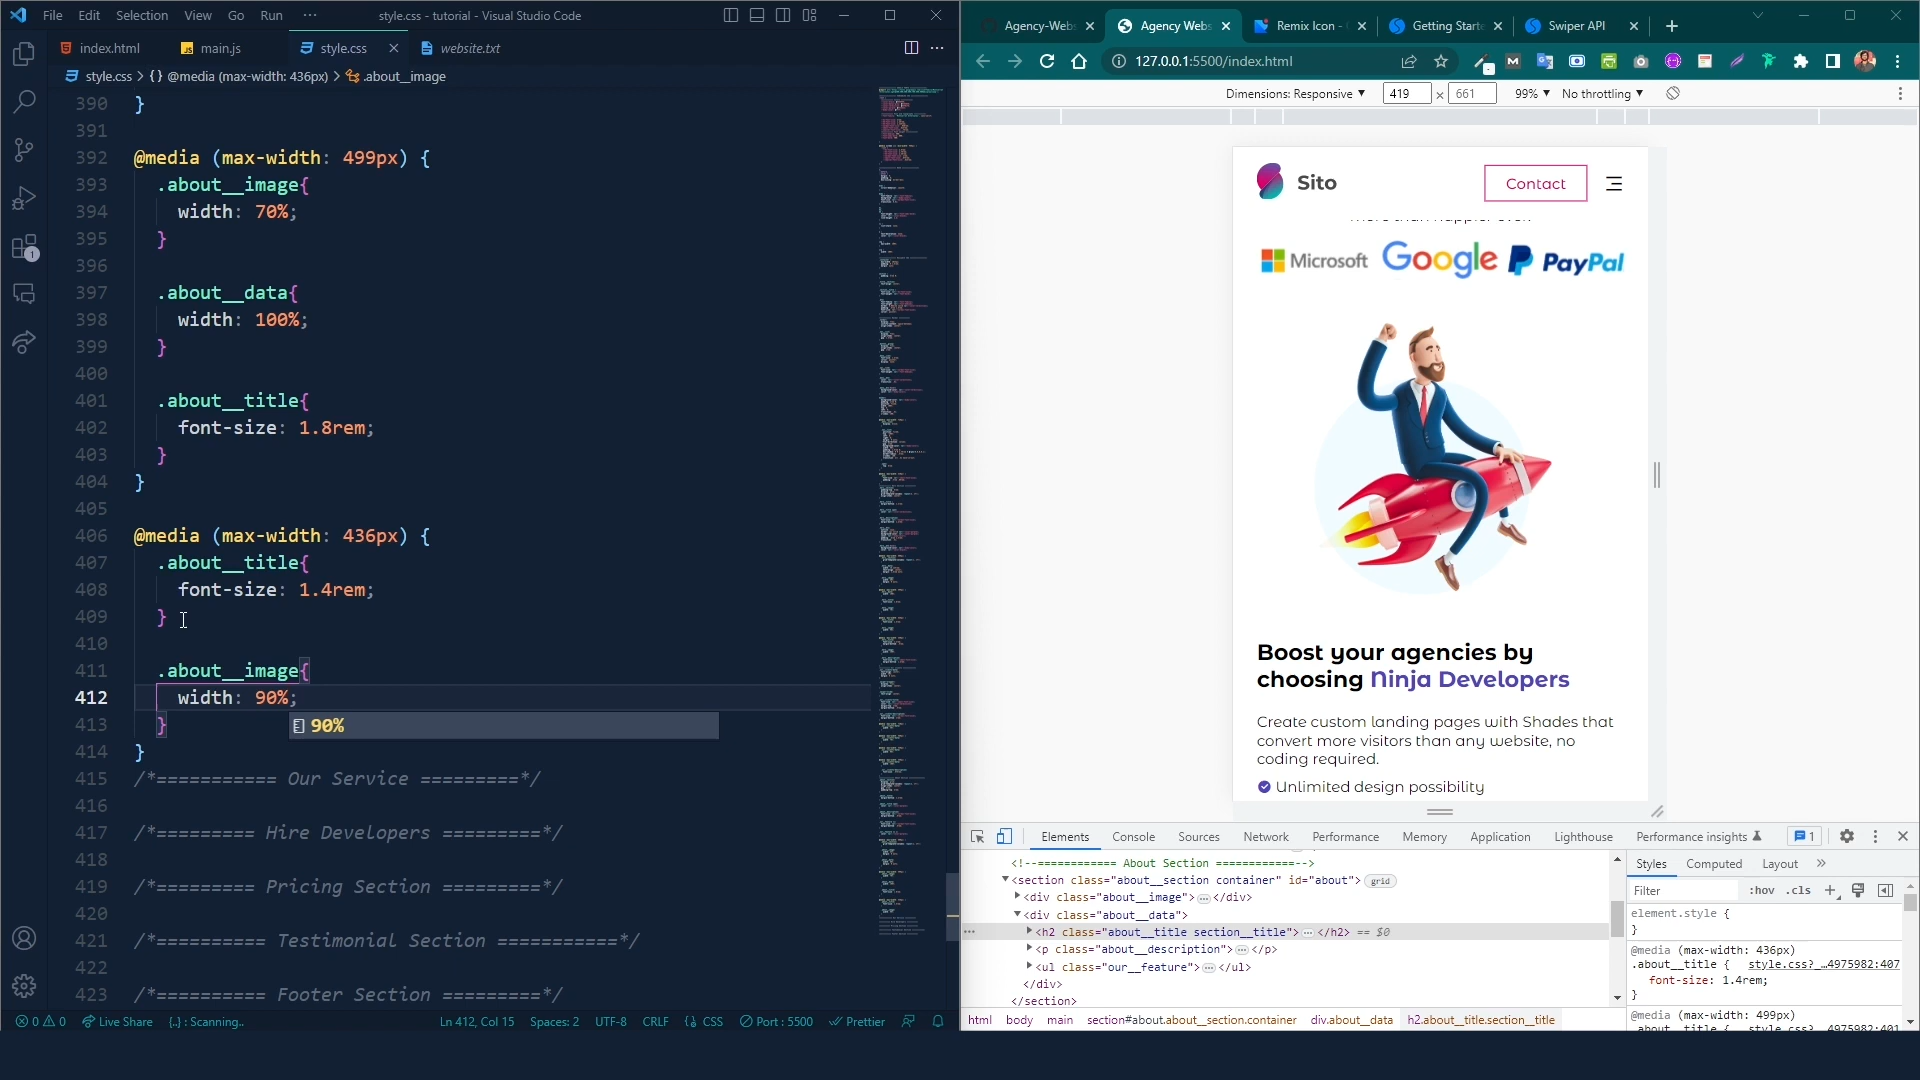 File Edit Selection View Go Run ··· style.css - tutorial - Visual Studio Code
index.html main.js style.css website.txt
style.css > {} @media (max-width: 436px) > .about__image
390 }
391
392 @media (max-width: 499px) {
393 .about__image{
394 width: 70%;
395 }
396
397 .about__data{
398 width: 100%;
399 }
400
401 .about__title{
402 font-size: 1.8rem;
403 }
404 }
405
406 @media (max-width: 436px) {
407 .about__title{
408 font-size: 1.4rem;
409 }
410
411 .about__image{
412 width: 90%;
413 }
90%
414 }
415 /*=========== Our Service =========*/
416
417 /*========= Hire Developers =========*/
418
419 /*========= Pricing Section =========*/
420
421 /*========== Testimonial Section ===========*/
422
423 /*========== Footer Section =========*/
1
0 0 Live Share {..} : Scanning.. Ln 412, Col 15 Spaces: 2 UTF-8 CRLF {} CSS Port : 5500 Prettier
Agency-Webs Agency Webs Remix Icon - Getting Starte Swiper API
127.0.0.1:5500/index.html
Dimensions: Responsive 419 × 661 99% No throttling
Sito Contact
Microsoft Google PayPal
Boost your agencies by
choosing Ninja Developers
Create custom landing pages with Shades that
convert more visitors than any website, no
coding required.
Unlimited design possibility
Elements Console Sources Network Performance Memory Application Lighthouse Performance insights 1
<!--============ About Section ============-->
<section class="about__section container" id="about"> grid
<div class="about__image"> … </div>
<div class="about__data">
<h2 class="about__title section__title"> … </h2> == $0
<p class="about__description"> … </p>
<ul class="our__feature"> … </ul>
</div>
</section>
html body main section#about.about__section.container div.about__data h2.about__title.section__title
Styles Computed Layout »
Filter :hov .cls +
element.style {
}
@media (max-width: 436px)
.about__title { style.css?_…4975982:407
font-size: 1.4rem;
}
@media (max-width: 499px)
.about__title { style.css?_…4975982:401